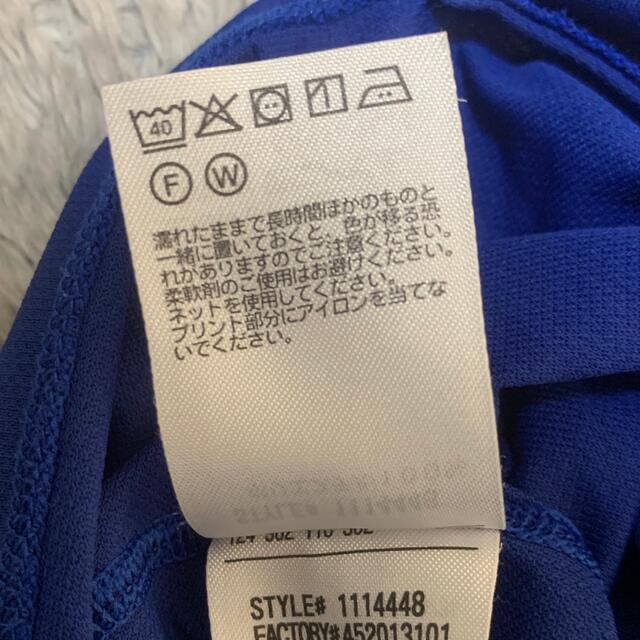 40
F W
濡れたままで長時間ほかのものと
一緒に置いておくと、色が移る恐
れがありますのでご注意ください。
柔軟剤のご使用はお避けください。
ネットを使用してください。
プリント部分にアイロンを当てな
いでください。
STYLE# 1114448
STYLE# 1114448
FACTORY#A52013101